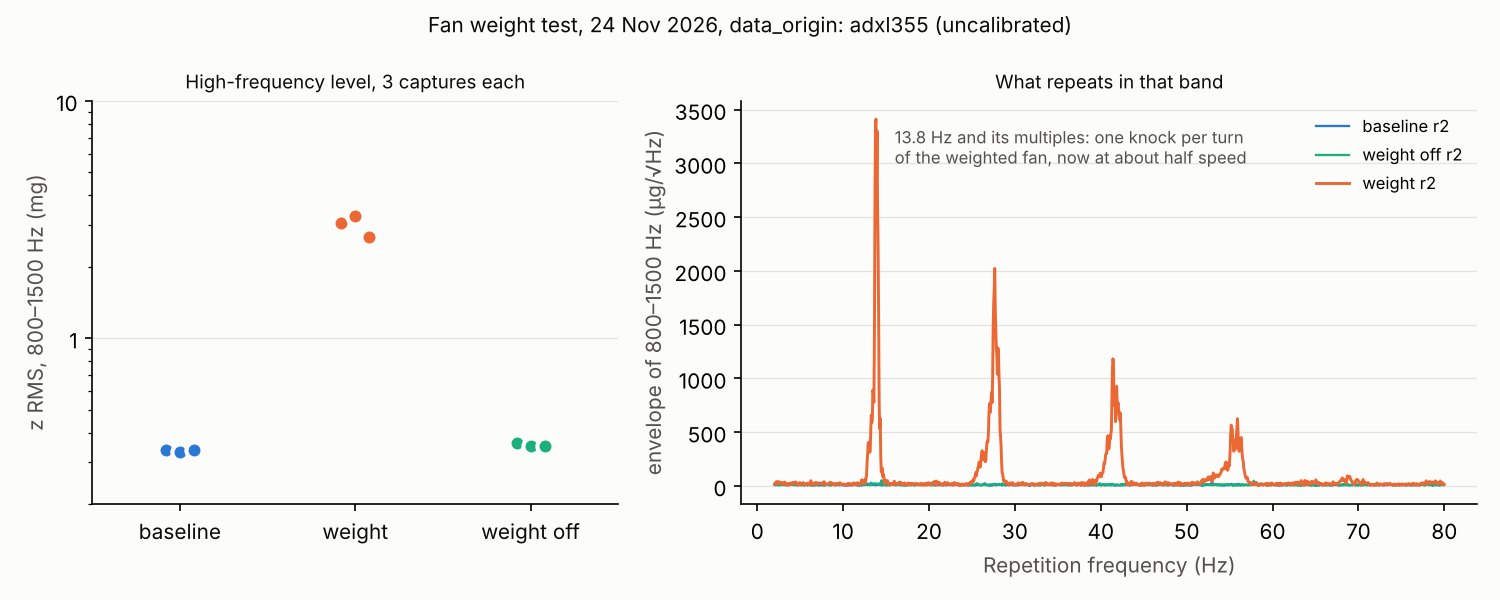 Fan weight test, 24 Nov 2026, data_origin: adxl355 (uncalibrated)
High-frequency level, 3 captures each
10
1
z RMS, 800–1500 Hz (mg)
baseline
weight
weight off
What repeats in that band
3500
3000
2500
2000
1500
1000
500
0
envelope of 800–1500 Hz (µg/√Hz)
13.8 Hz and its multiples: one knock per turn
of the weighted fan, now at about half speed
baseline r2
weight off r2
weight r2
0
10
20
30
40
50
60
70
80
Repetition frequency (Hz)